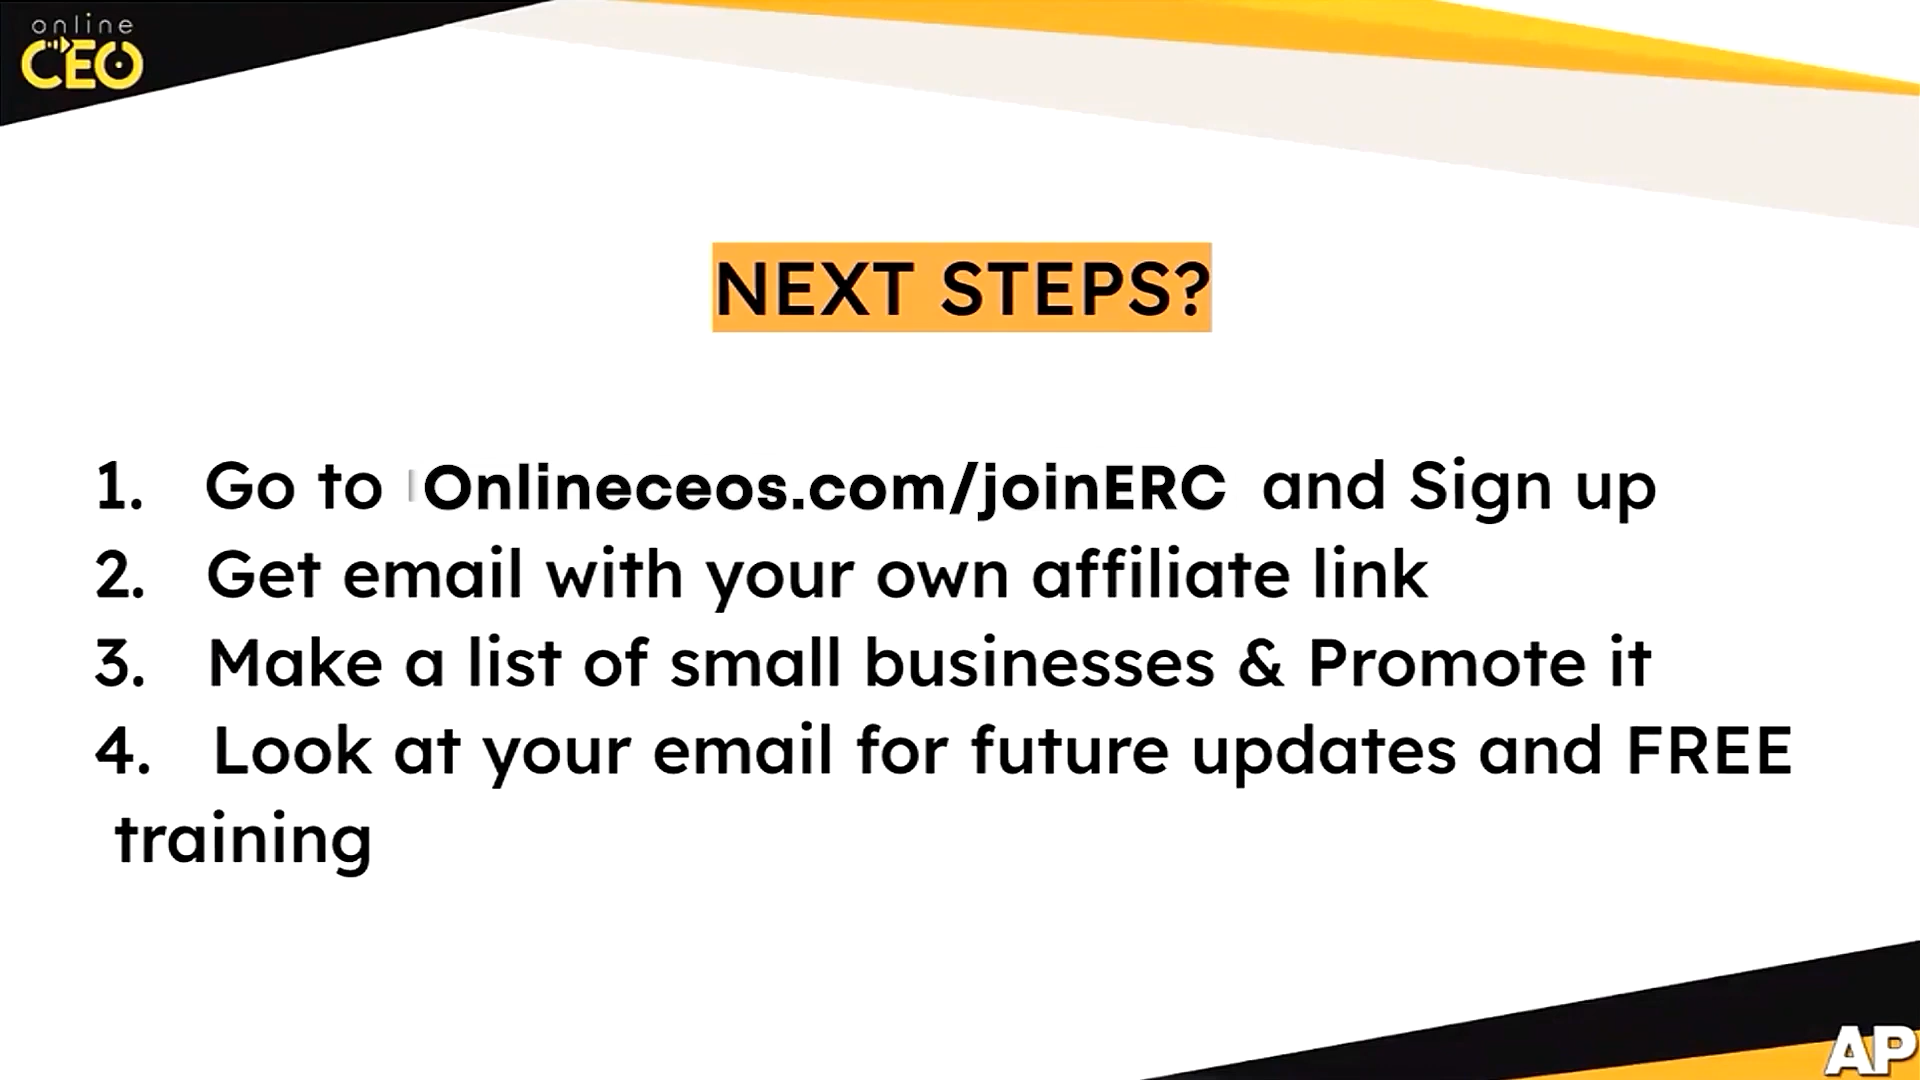 online
CEO
NEXT STEPS?
1. Go to Onlineceos.com/joinERC and Sign up
2. Get email with your own affiliate link
3. Make a list of small businesses & Promote it
4. Look at your email for future updates and FREE
training
AP